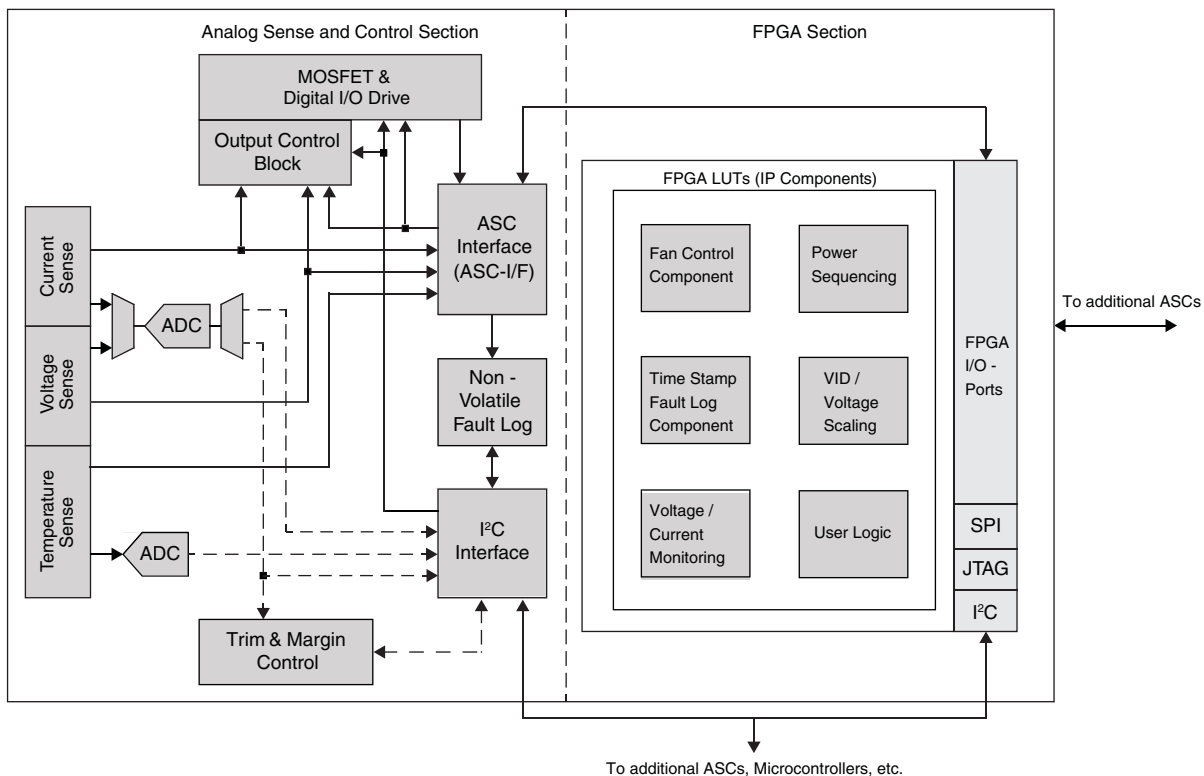 Analog Sense and Control Section
FPGA Section
MOSFET &
Digital I/O Drive
Output Control
Block
ASC
Interface
(ASC-I/F)
Current
Sense
Voltage Sense
Temperature
Sense
ADC
ADC
Non -
Volatile
Fault Log
I²C
Interface
Trim & Margin
Control
FPGA LUTs (IP Components)
Fan Control
Component
Power
Sequencing
Time Stamp
Fault Log
Component
VID /
Voltage
Scaling
Voltage /
Current
Monitoring
User Logic
FPGA
I/O -
Ports
SPI
JTAG
I²C
To additional ASCs
To additional ASCs, Microcontrollers, etc.